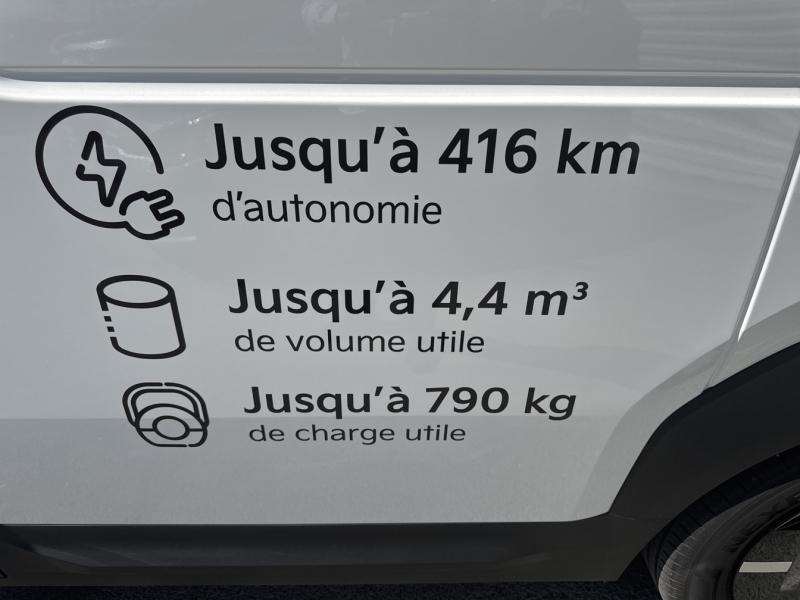 Jusqu'à 416 km
d'autonomie
Jusqu'à 4,4 m³
de volume utile
Jusqu'à 790 kg
de charge utile